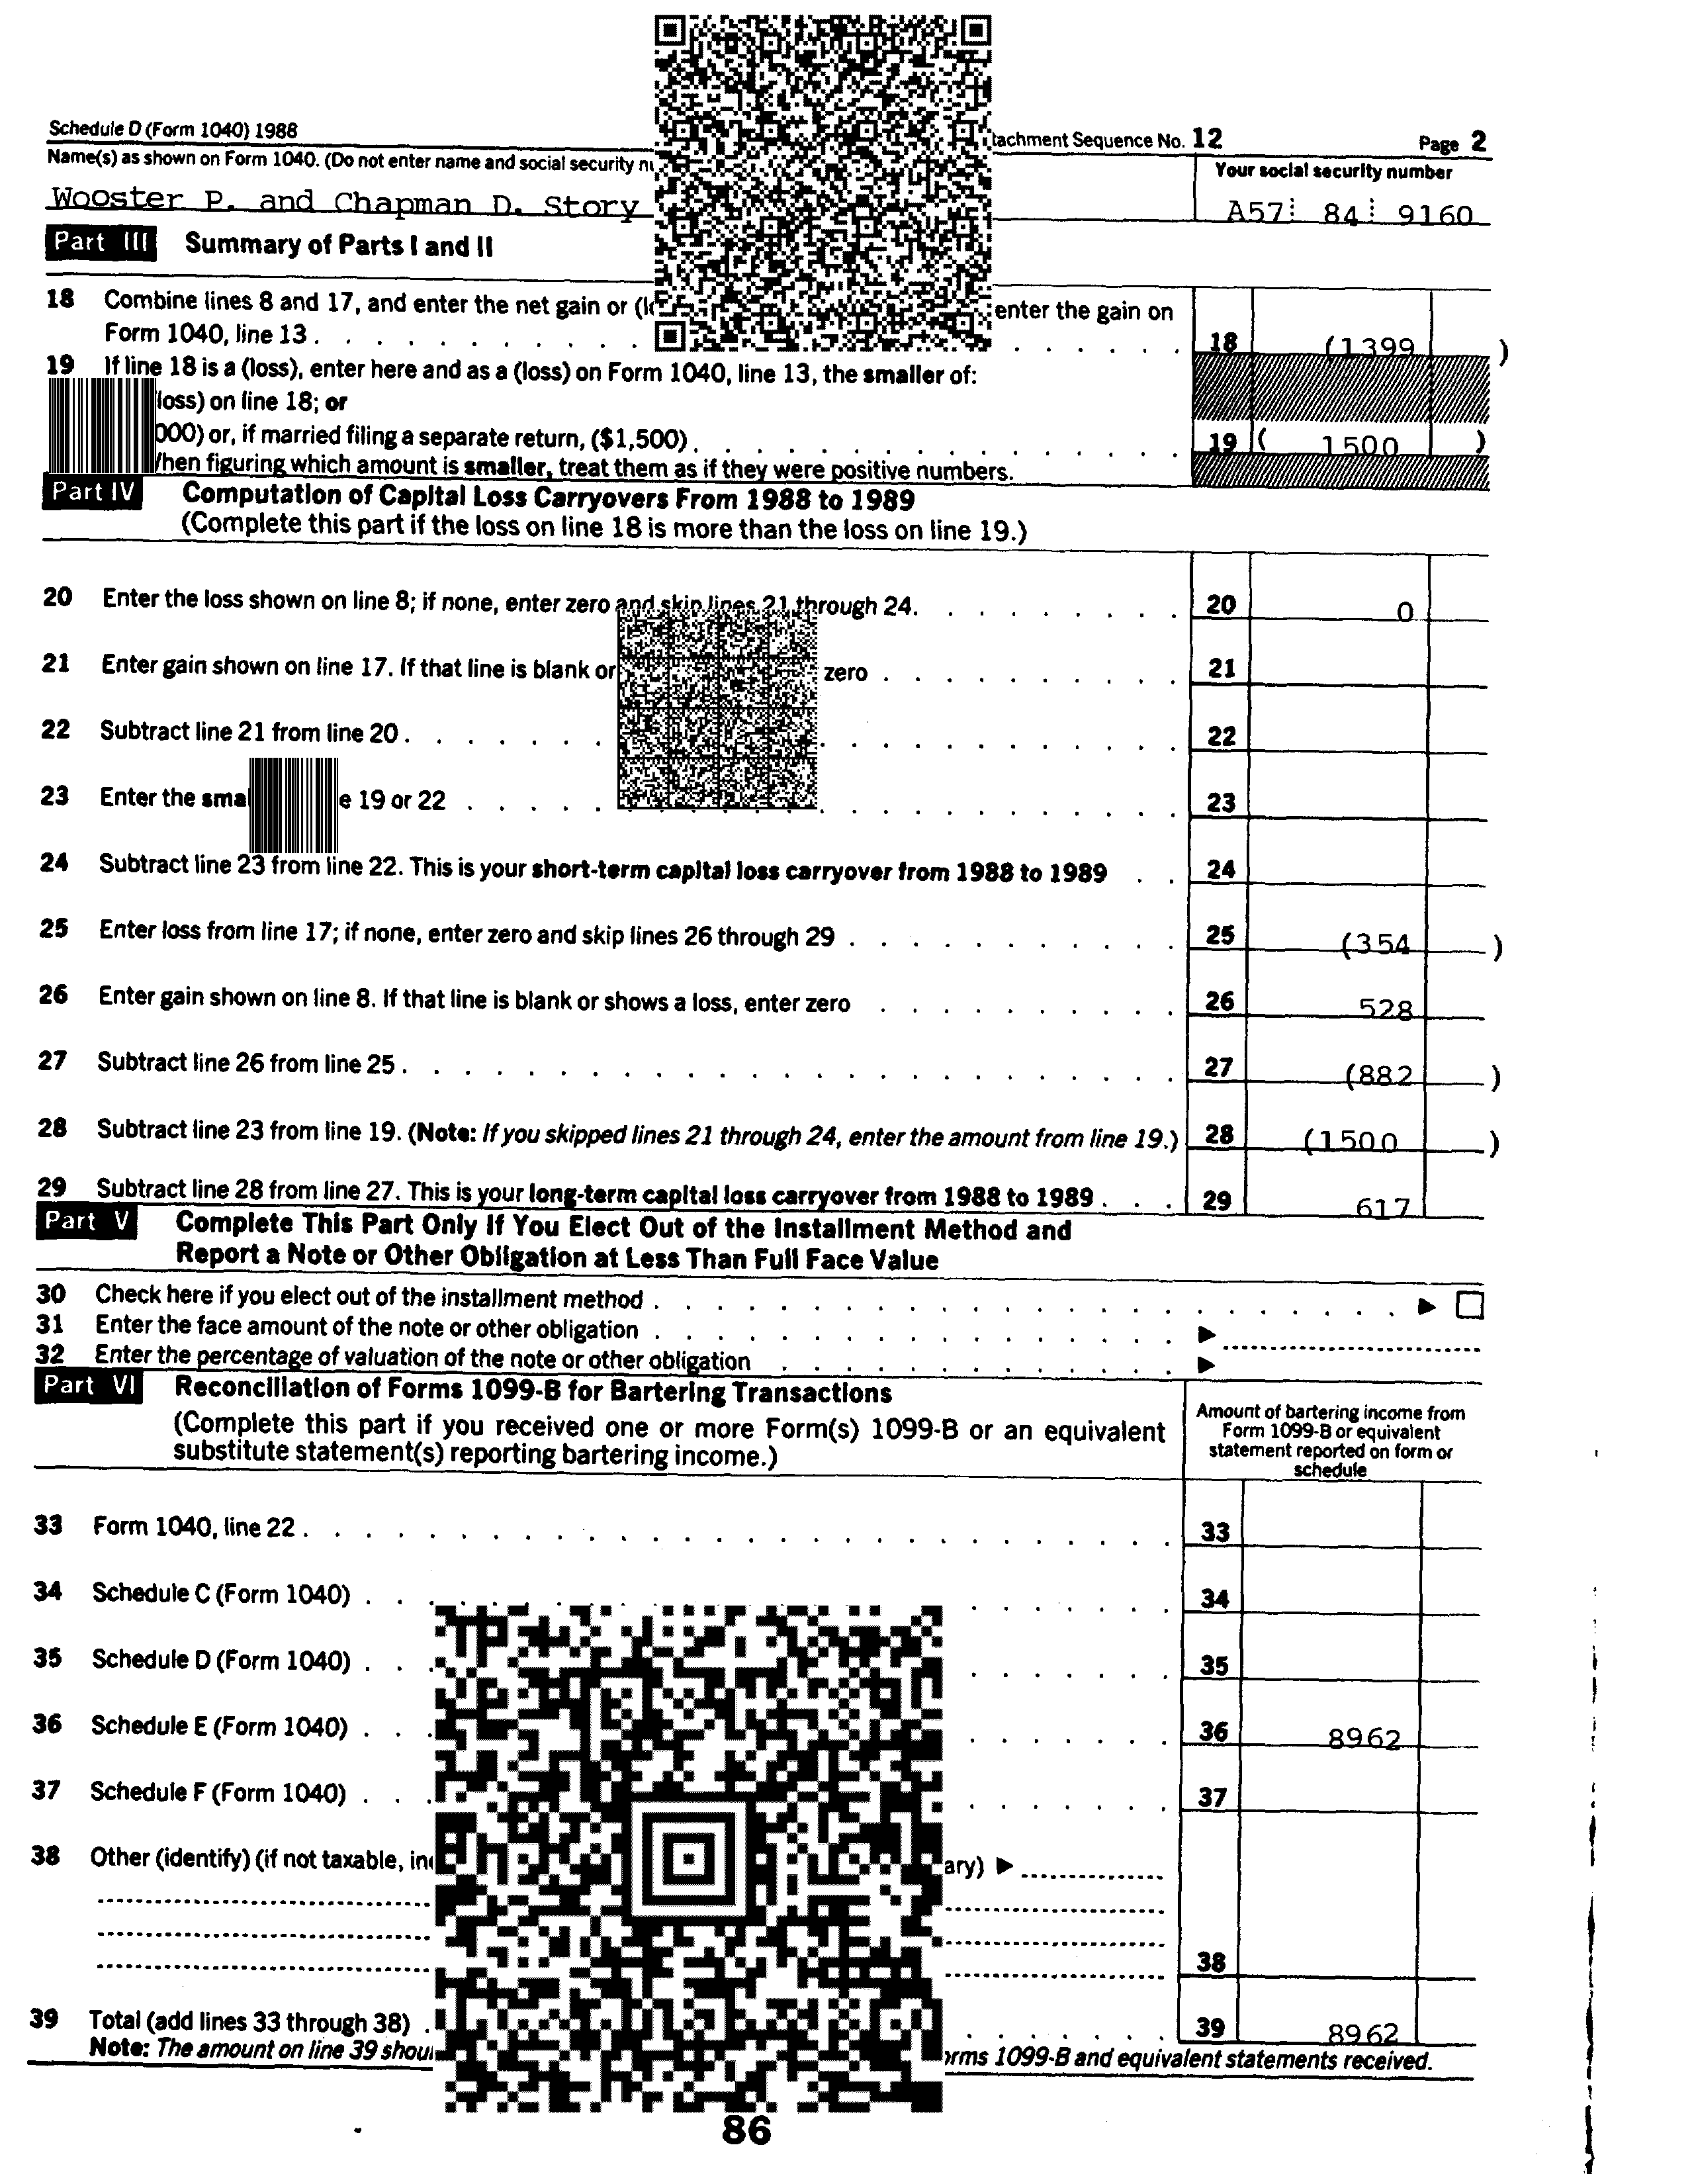 Schedule D (Form 1040) 1988 tachment Sequence No. 12 Page 2
Name(s) as shown on Form 1040. (Do not enter name and social security Your social security number
Wooster P. and Chapman D. Story A57 84 9160
Part III Summary of Parts I and II
18 Combine lines 8 and 17, and enter the net gain or enter the gain on
Form 1040, line 13 . . . . . . . . . . . . . . . . 18 (1399 )
19 If line 18 is a (loss), enter here and as a (loss) on Form 1040, line 13, the smaller of:
loss) on line 18; or
000) or, if married filing a separate return, ($1,500) . . . . . . . . . . . . . . . . 19 ( 1500 )
hen figuring which amount is smaller, treat them as if they were positive numbers.
Part IV Computation of Capital Loss Carryovers From 1988 to 1989
(Complete this part if the loss on line 18 is more than the loss on line 19.)
20 Enter the loss shown on line 8; if none, enter zero and skip lines 21 through 24. . . . . . . . . 20 0
21 Enter gain shown on line 17. If that line is blank or zero . . . . . . . . . . 21
22 Subtract line 21 from line 20 . . . . . . . . . . . . . . . . . . . 22
23 Enter the e 19 or 22 . . . . . . . . . . . . . . . . . 23
24 Subtract line 23 from line 22. This is your short-term capital loss carryover from 1988 to 1989 . . 24
25 Enter loss from line 17; if none, enter zero and skip lines 26 through 29 . . . . . . . . . . . 25 (354 )
26 Enter gain shown on line 8. If that line is blank or shows a loss, enter zero . . . . . . . . . . 26 528
27 Subtract line 26 from line 25 . . . . . . . . . . . . . . . . . . . . . . . . . 27 (882 )
28 Subtract line 23 from line 19. (Note: If you skipped lines 21 through 24, enter the amount from line 19.) 28 (1500 )
29 Subtract line 28 from line 27. This is your long-term capital loss carryover from 1988 to 1989 . . . 29 617
Part V Complete This Part Only If You Elect Out of the Installment Method and
Report a Note or Other Obligation at Less Than Full Face Value
30 Check here if you elect out of the installment method . . . . . . . . . . . . . . . . . . . . . . . . ▶ ☐
31 Enter the face amount of the note or other obligation . . . . . . . . . . . . . . . . . ▶
32 Enter the percentage of valuation of the note or other obligation . . . . . . . . . . . . . ▶
Part VI Reconciliation of Forms 1099-B for Bartering Transactions
(Complete this part if you received one or more Form(s) 1099-B or an equivalent
substitute statement(s) reporting bartering income.)
Amount of bartering income from
Form 1099-B or equivalent
statement reported on form or
schedule
33 Form 1040, line 22 . . . . . . . . . . . . . . . . . . . . . . . . . . . . 33
34 Schedule C (Form 1040) . . . . . . . . . . 34
35 Schedule D (Form 1040) . . . . . . . . . . 35
36 Schedule E (Form 1040) . . . . . . . . . . 36 8962
37 Schedule F (Form 1040) . . . . . . . . . . 37
38 Other (identify) (if not taxable, ary) ▶
38
39 Total (add lines 33 through 38) . . . . . . . . 39 8962
Note: The amount on line 39 orms 1099-B and equivalent statements received.
86